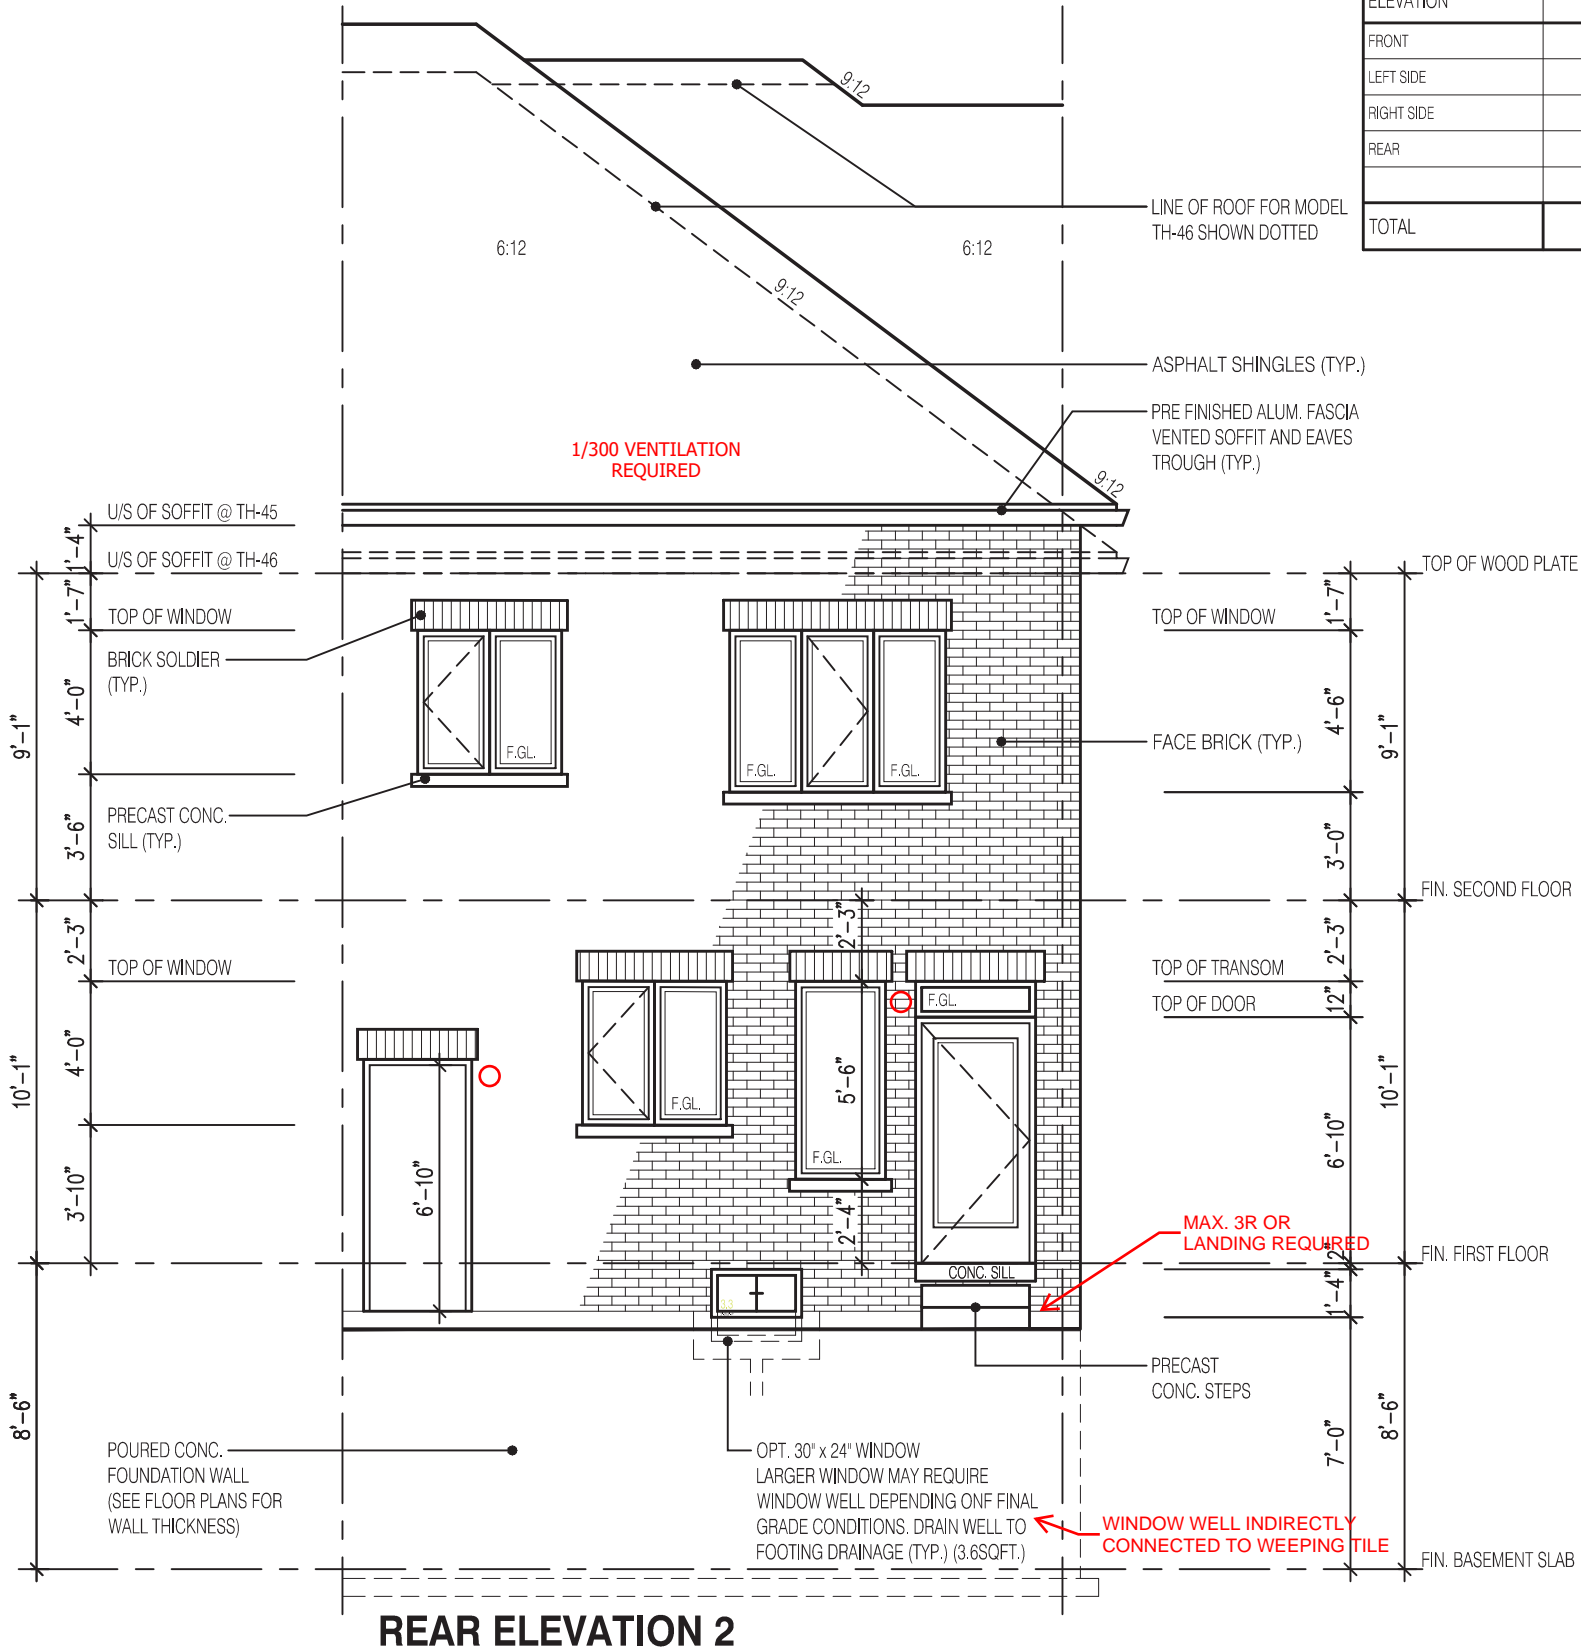 ELEVATION
FRONT
LEFT SIDE
RIGHT SIDE
REAR
TOTAL
9:12
LINE OF ROOF FOR MODEL
TH-46 SHOWN DOTTED
6:12
6:12
9:12
ASPHALT SHINGLES (TYP.)
PRE FINISHED ALUM. FASCIA
VENTED SOFFIT AND EAVES
TROUGH (TYP.)
1/300 VENTILATION
REQUIRED
9:12
U/S OF SOFFIT @ TH-45
1'-4"
U/S OF SOFFIT @ TH-46
TOP OF WOOD PLATE
1'-7"
TOP OF WINDOW
TOP OF WINDOW
1'-7"
BRICK SOLDIER
(TYP.)
9'-1"
4'-0"
F.GL.
F.GL.
F.GL.
FACE BRICK (TYP.)
4'-6"
9'-1"
PRECAST CONC.
SILL (TYP.)
3'-6"
3'-0"
FIN. SECOND FLOOR
2'-3"
2'-3"
2'-3"
TOP OF WINDOW
TOP OF TRANSOM
TOP OF DOOR
12"
F.GL.
10'-1"
4'-0"
F.GL.
5'-6"
F.GL.
10'-1"
6'-10"
3'-10"
6'-10"
2'-4"
MAX. 3R OR
LANDING REQUIRED
2"
FIN. FIRST FLOOR
CONC. SILL
33
1'-4"
PRECAST
CONC. STEPS
8'-6"
8'-6"
7'-0"
POURED CONC.
FOUNDATION WALL
(SEE FLOOR PLANS FOR
WALL THICKNESS)
OPT. 30" x 24" WINDOW
LARGER WINDOW MAY REQUIRE
WINDOW WELL DEPENDING ONF FINAL
GRADE CONDITIONS. DRAIN WELL TO
FOOTING DRAINAGE (TYP.) (3.6SQFT.)
WINDOW WELL INDIRECTLY
CONNECTED TO WEEPING TILE
FIN. BASEMENT SLAB
REAR ELEVATION 2